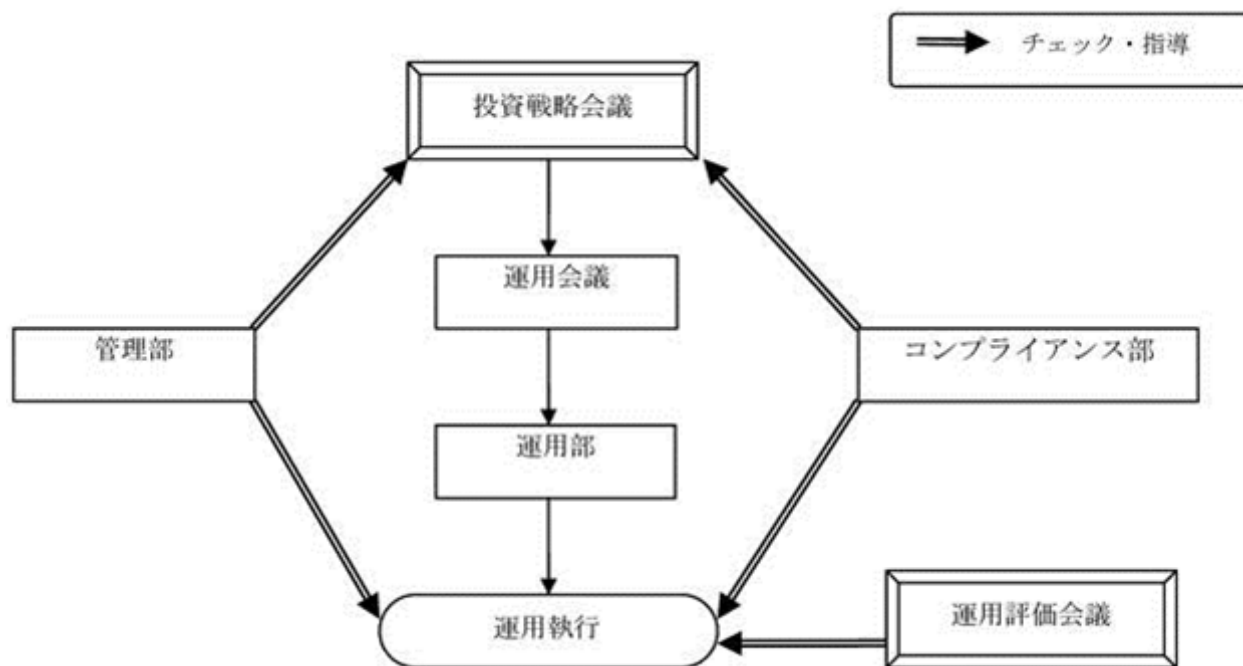 チェック・指導
投資戦略会議
運用会議
管理部
コンプライアンス部
運用部
運用執行
運用評価会議